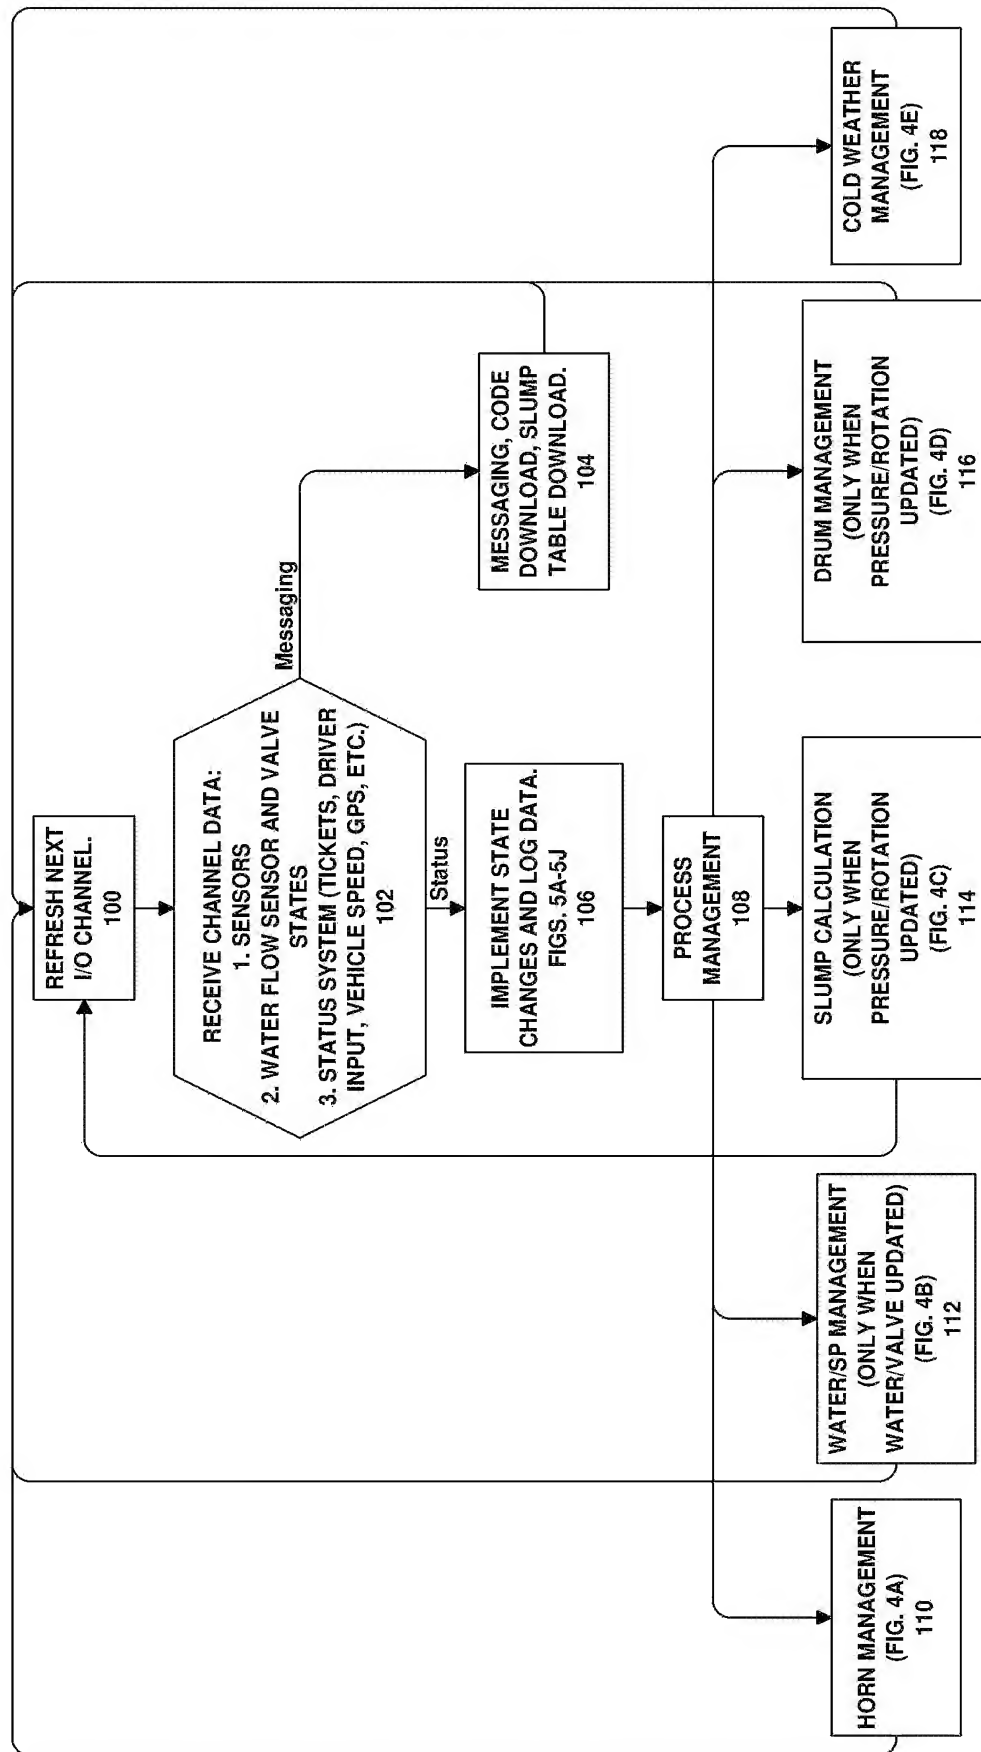 REFRESH NEXT
I/O CHANNEL.
100
RECEIVE CHANNEL DATA:
1. SENSORS
2. WATER FLOW SENSOR AND VALVE
STATES
3. STATUS SYSTEM (TICKETS, DRIVER
INPUT, VEHICLE SPEED, GPS, ETC.)
102
Messaging
Status
MESSAGING, CODE
DOWNLOAD, SLUMP
TABLE DOWNLOAD.
104
IMPLEMENT STATE
CHANGES AND LOG DATA.
FIGS. 5A-5J
106
PROCESS
MANAGEMENT
108
HORN MANAGEMENT
(FIG. 4A)
110
WATER/SP MANAGEMENT
(ONLY WHEN
WATER/VALVE UPDATED)
(FIG. 4B)
112
SLUMP CALCULATION
(ONLY WHEN
PRESSURE/ROTATION
UPDATED)
(FIG. 4C)
114
DRUM MANAGEMENT
(ONLY WHEN
PRESSURE/ROTATION
UPDATED)
(FIG. 4D)
116
COLD WEATHER
MANAGEMENT
(FIG. 4E)
118